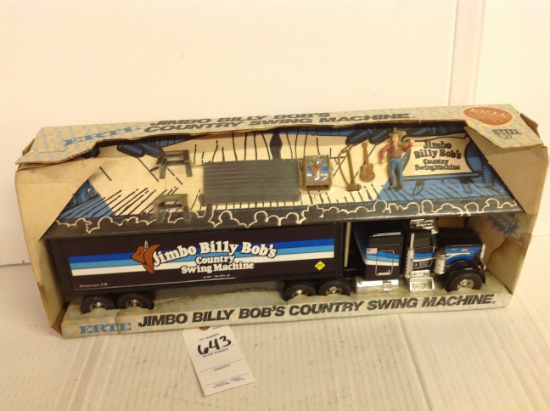 JIMBO BILLY BOB'S
ERTL COUNTRY SWING MACHINE
STEEL
Jimbo
Billy Bob's
Country
Swing Machine
Jimbo Billy Bob's
Country
Swing Machine
ERTL JIMBO BILLY BOB'S COUNTRY SWING MACHINE
643